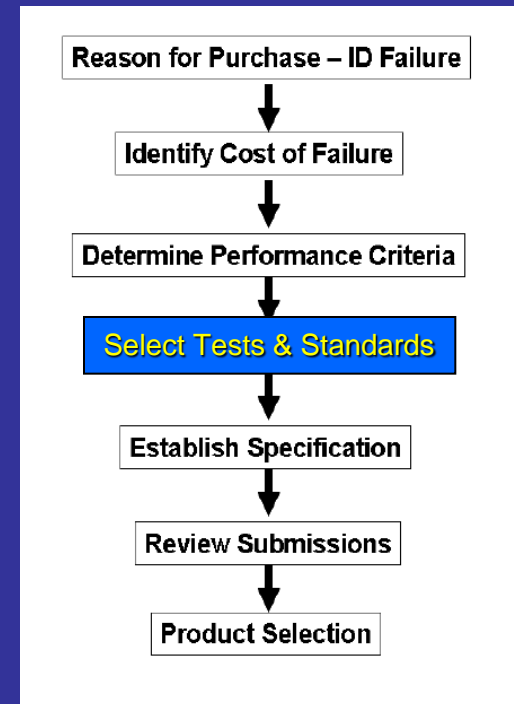 Reason for Purchase – ID Failure
Identify Cost of Failure
Determine Performance Criteria
Select Tests & Standards
Establish Specification
Review Submissions
Product Selection